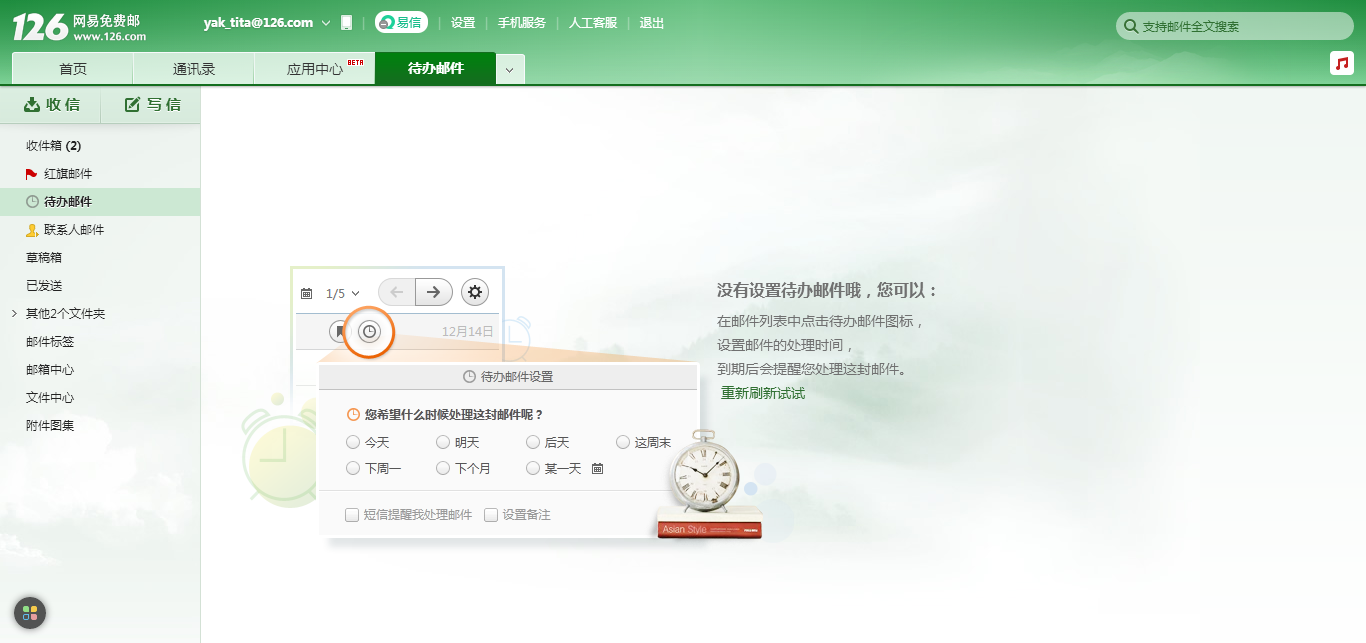 126 网易免费邮
www.126.com
yak_tita@126.com
易信
设置
手机服务
人工客服
退出
支持邮件全文搜索
首页
通讯录
应用中心 BETA
待办邮件
收信
写信
收件箱 (2)
红旗邮件
待办邮件
联系人邮件
草稿箱
已发送
其他2个文件夹
邮件标签
邮箱中心
文件中心
附件图集
1/5
12月14日
待办邮件设置
您希望什么时候处理这封邮件呢？
今天 明天 后天 这周末
下周一 下个月 某一天
短信提醒我处理邮件 设置备注
Asian Style
没有设置待办邮件哦，您可以：
在邮件列表中点击待办邮件图标，
设置邮件的处理时间，
到期后会提醒您处理这封邮件。
重新刷新试试